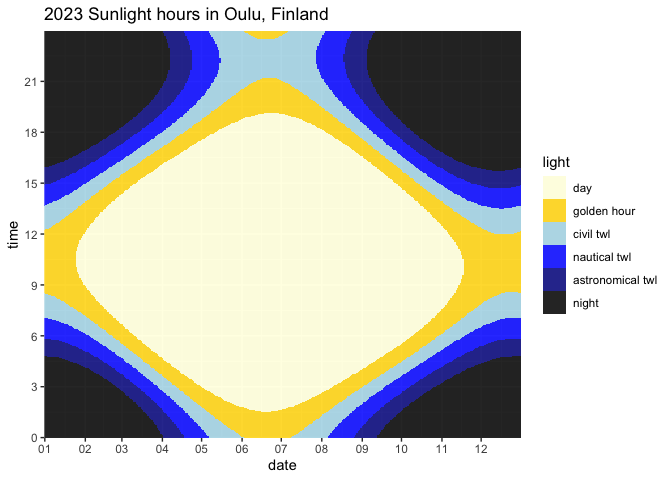 2023 Sunlight hours in Oulu, Finland
21
18
15
12
9
6
3
0
time
01 02 03 04 05 06 07 08 09 10 11 12
date
light
day
golden hour
civil twl
nautical twl
astronomical twl
night